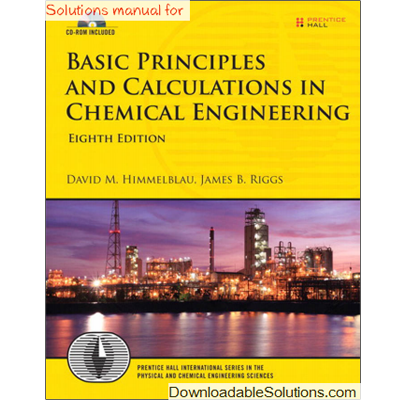 Solutions manual for
CD-ROM INCLUDED
PRENTICE
HALL
BASIC PRINCIPLES
AND CALCULATIONS IN
CHEMICAL ENGINEERING
EIGHTH EDITION
DAVID M. HIMMELBLAU, JAMES B. RIGGS
PRENTICE HALL INTERNATIONAL SERIES IN THE
PHYSICAL AND CHEMICAL ENGINEERING SCIENCES
DownloadableSolutions.com